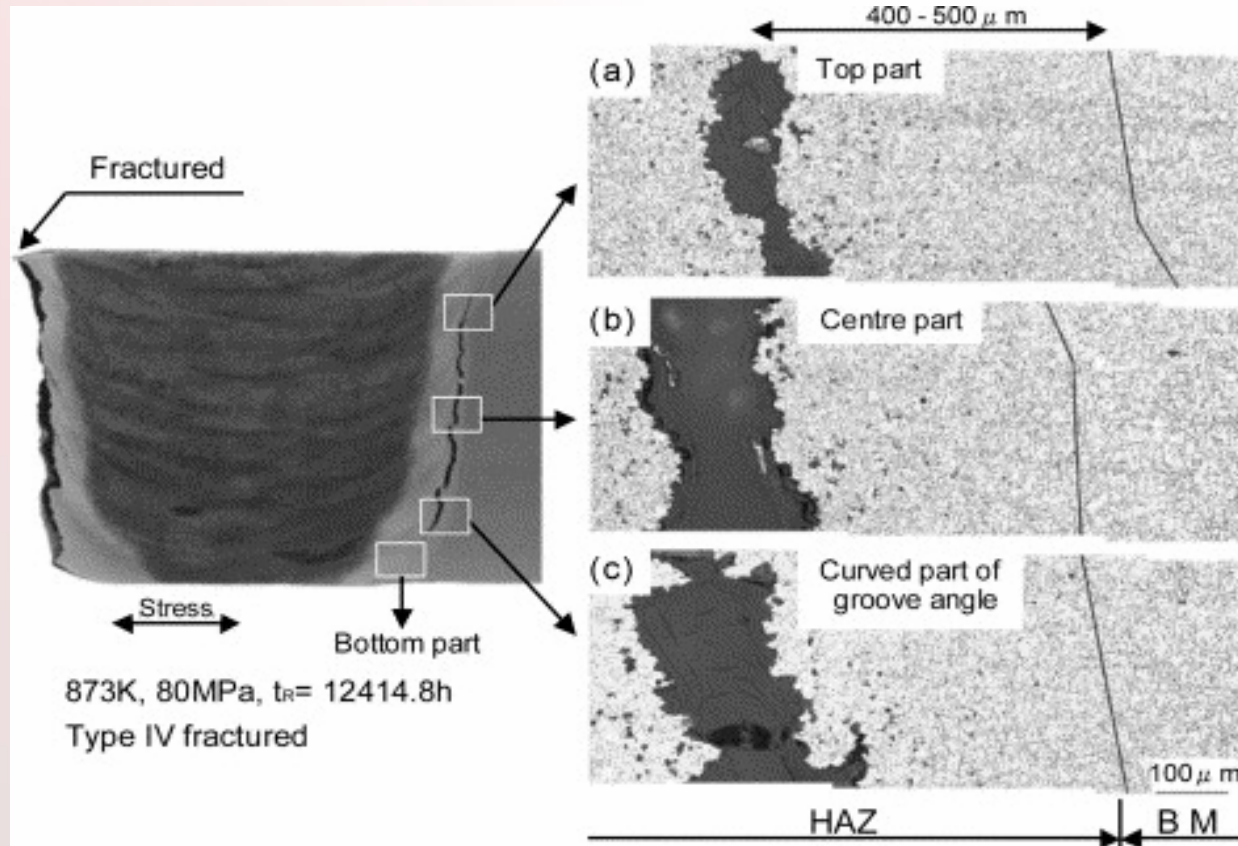 400 - 500 μ m
(a)
Top part
Fractured
(b)
Centre part
(c)
Curved part of
groove angle
Stress
Bottom part
873K, 80MPa, tR= 12414.8h
Type IV fractured
100 μ m
HAZ
B M